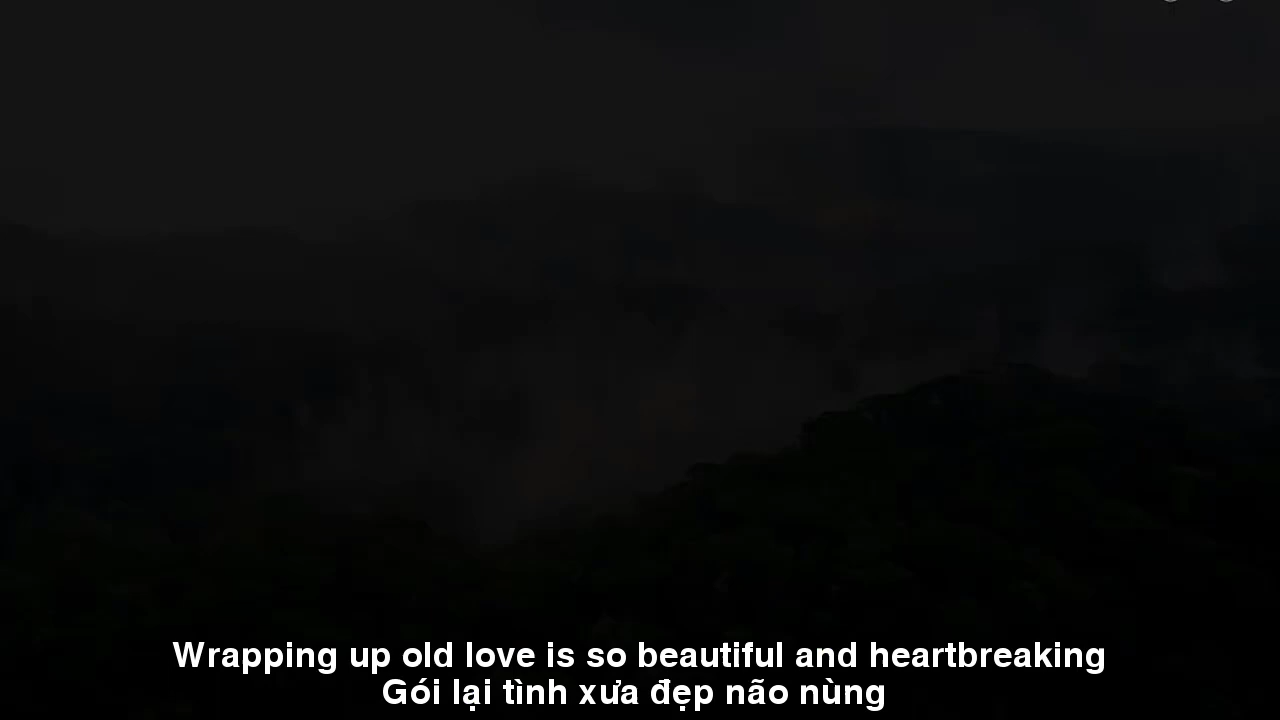 Wrapping up old love is so beautiful and heartbreaking
Gói lại tình xưa đẹp não nùng